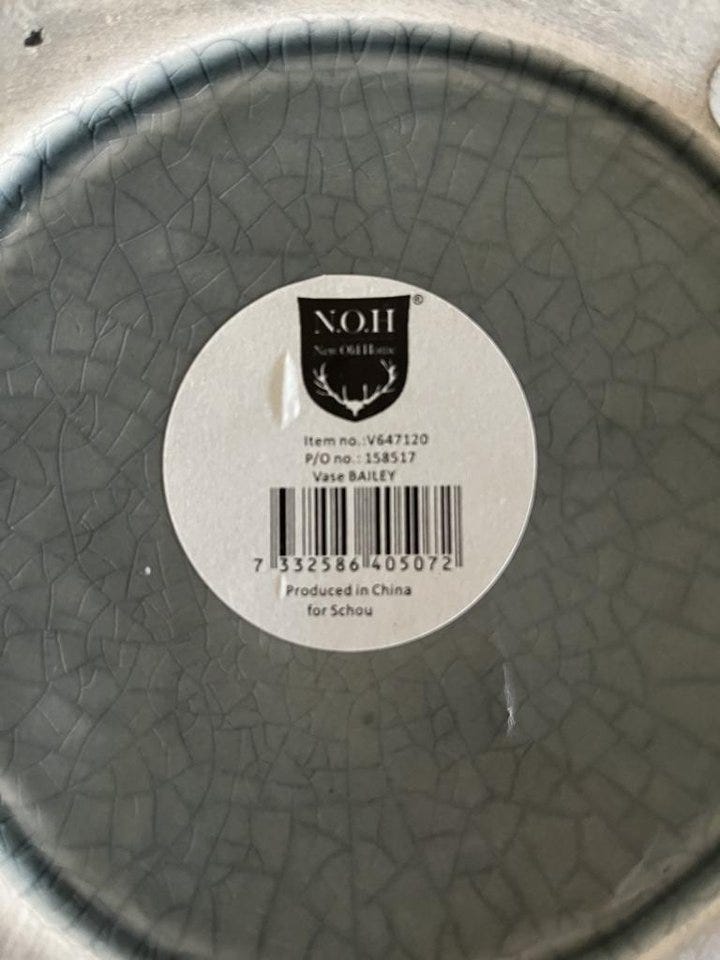 N.O.H
®
New Old Home
Item no.:V647120
P/O no.: 158517
Vase BAILEY
7 332586 405072
Produced in China
for Schou